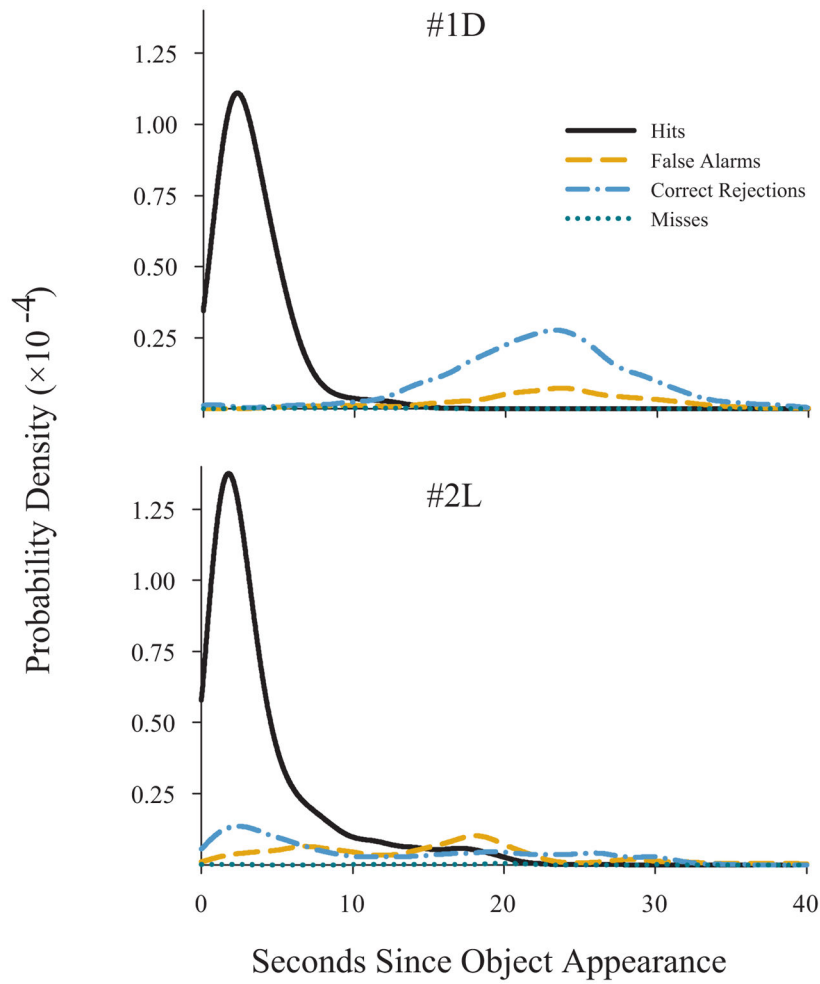 #1D
1.25
1.00
0.75
0.50
0.25
Hits
False Alarms
Correct Rejections
Misses
Probability Density (×10⁻⁴)
#2L
1.25
1.00
0.75
0.50
0.25
0 10 20 30 40
Seconds Since Object Appearance